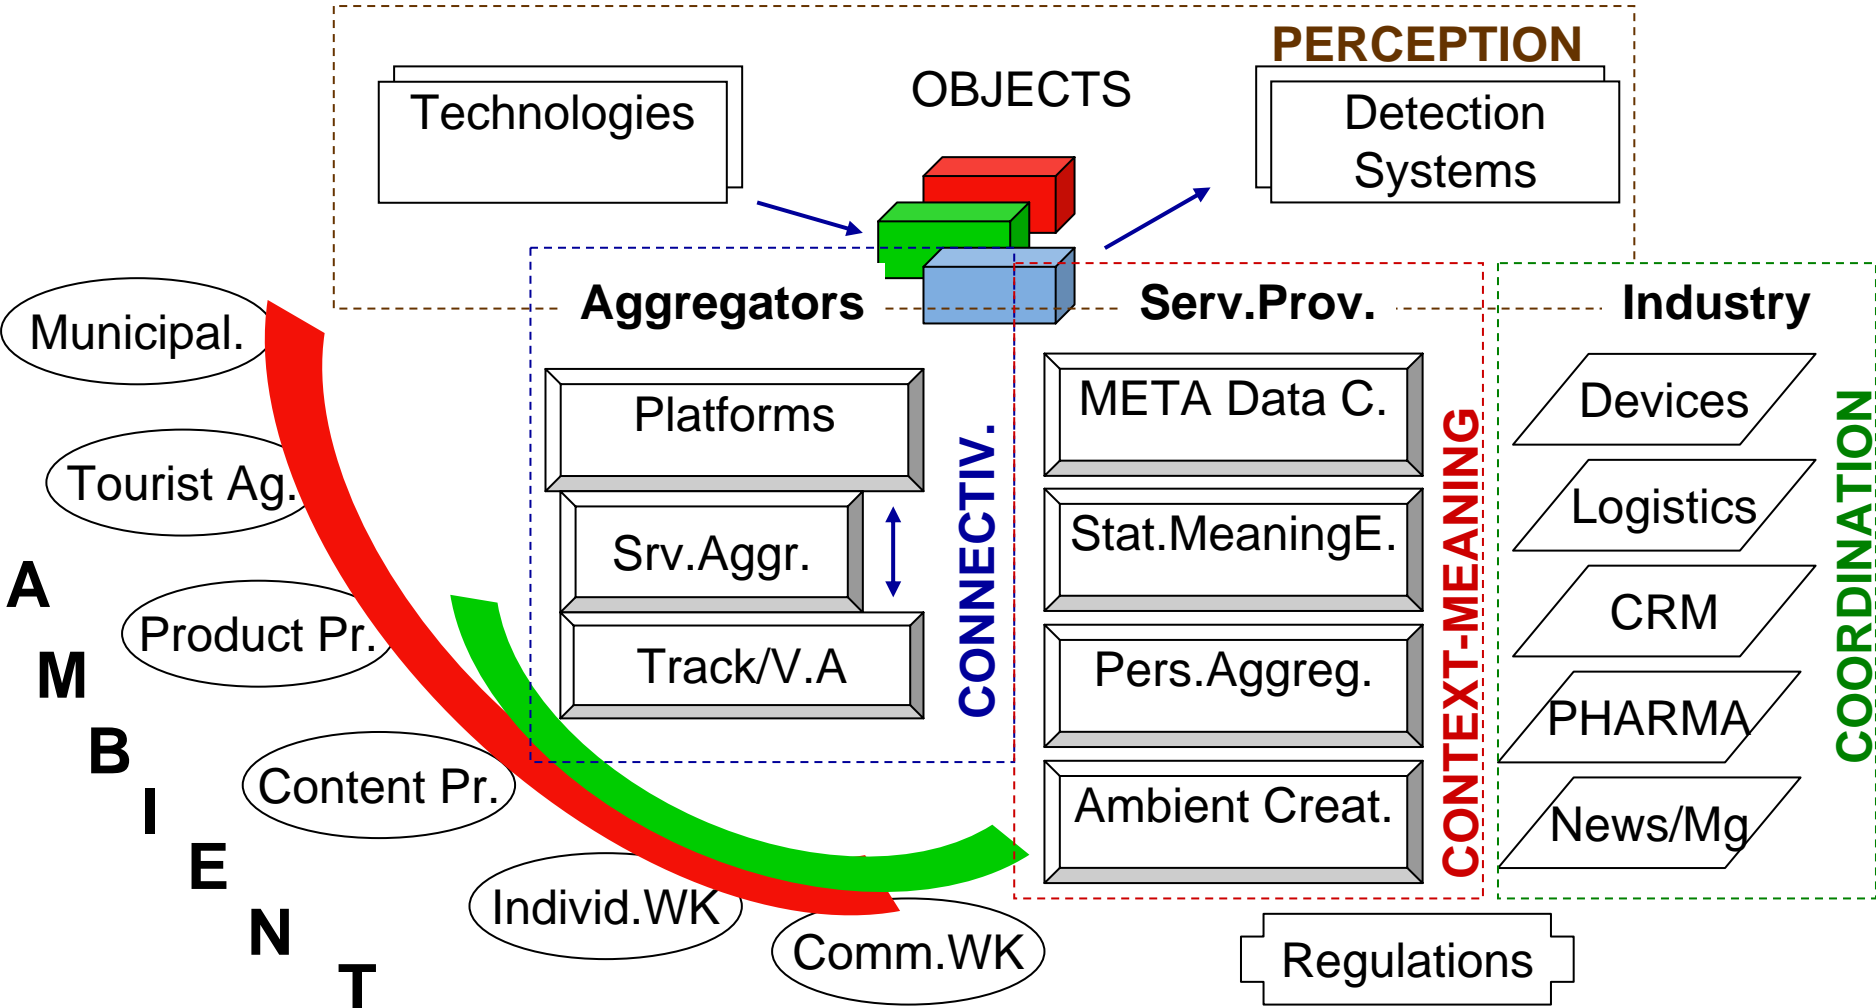 PERCEPTION
Technologies
OBJECTS
Detection
Systems
Aggregators
Serv.Prov.
Industry
Municipal.
Tourist Ag.
Product Pr.
Content Pr.
Individ.WK
Comm.WK
A
M
B
I
E
N
T
Platforms
Srv.Aggr.
Track/V.A
CONNECTIV.
META Data C.
Stat.MeaningE.
Pers.Aggreg.
Ambient Creat.
CONTEXT-MEANING
Devices
Logistics
CRM
PHARMA
News/Mg
COORDINATION
Regulations